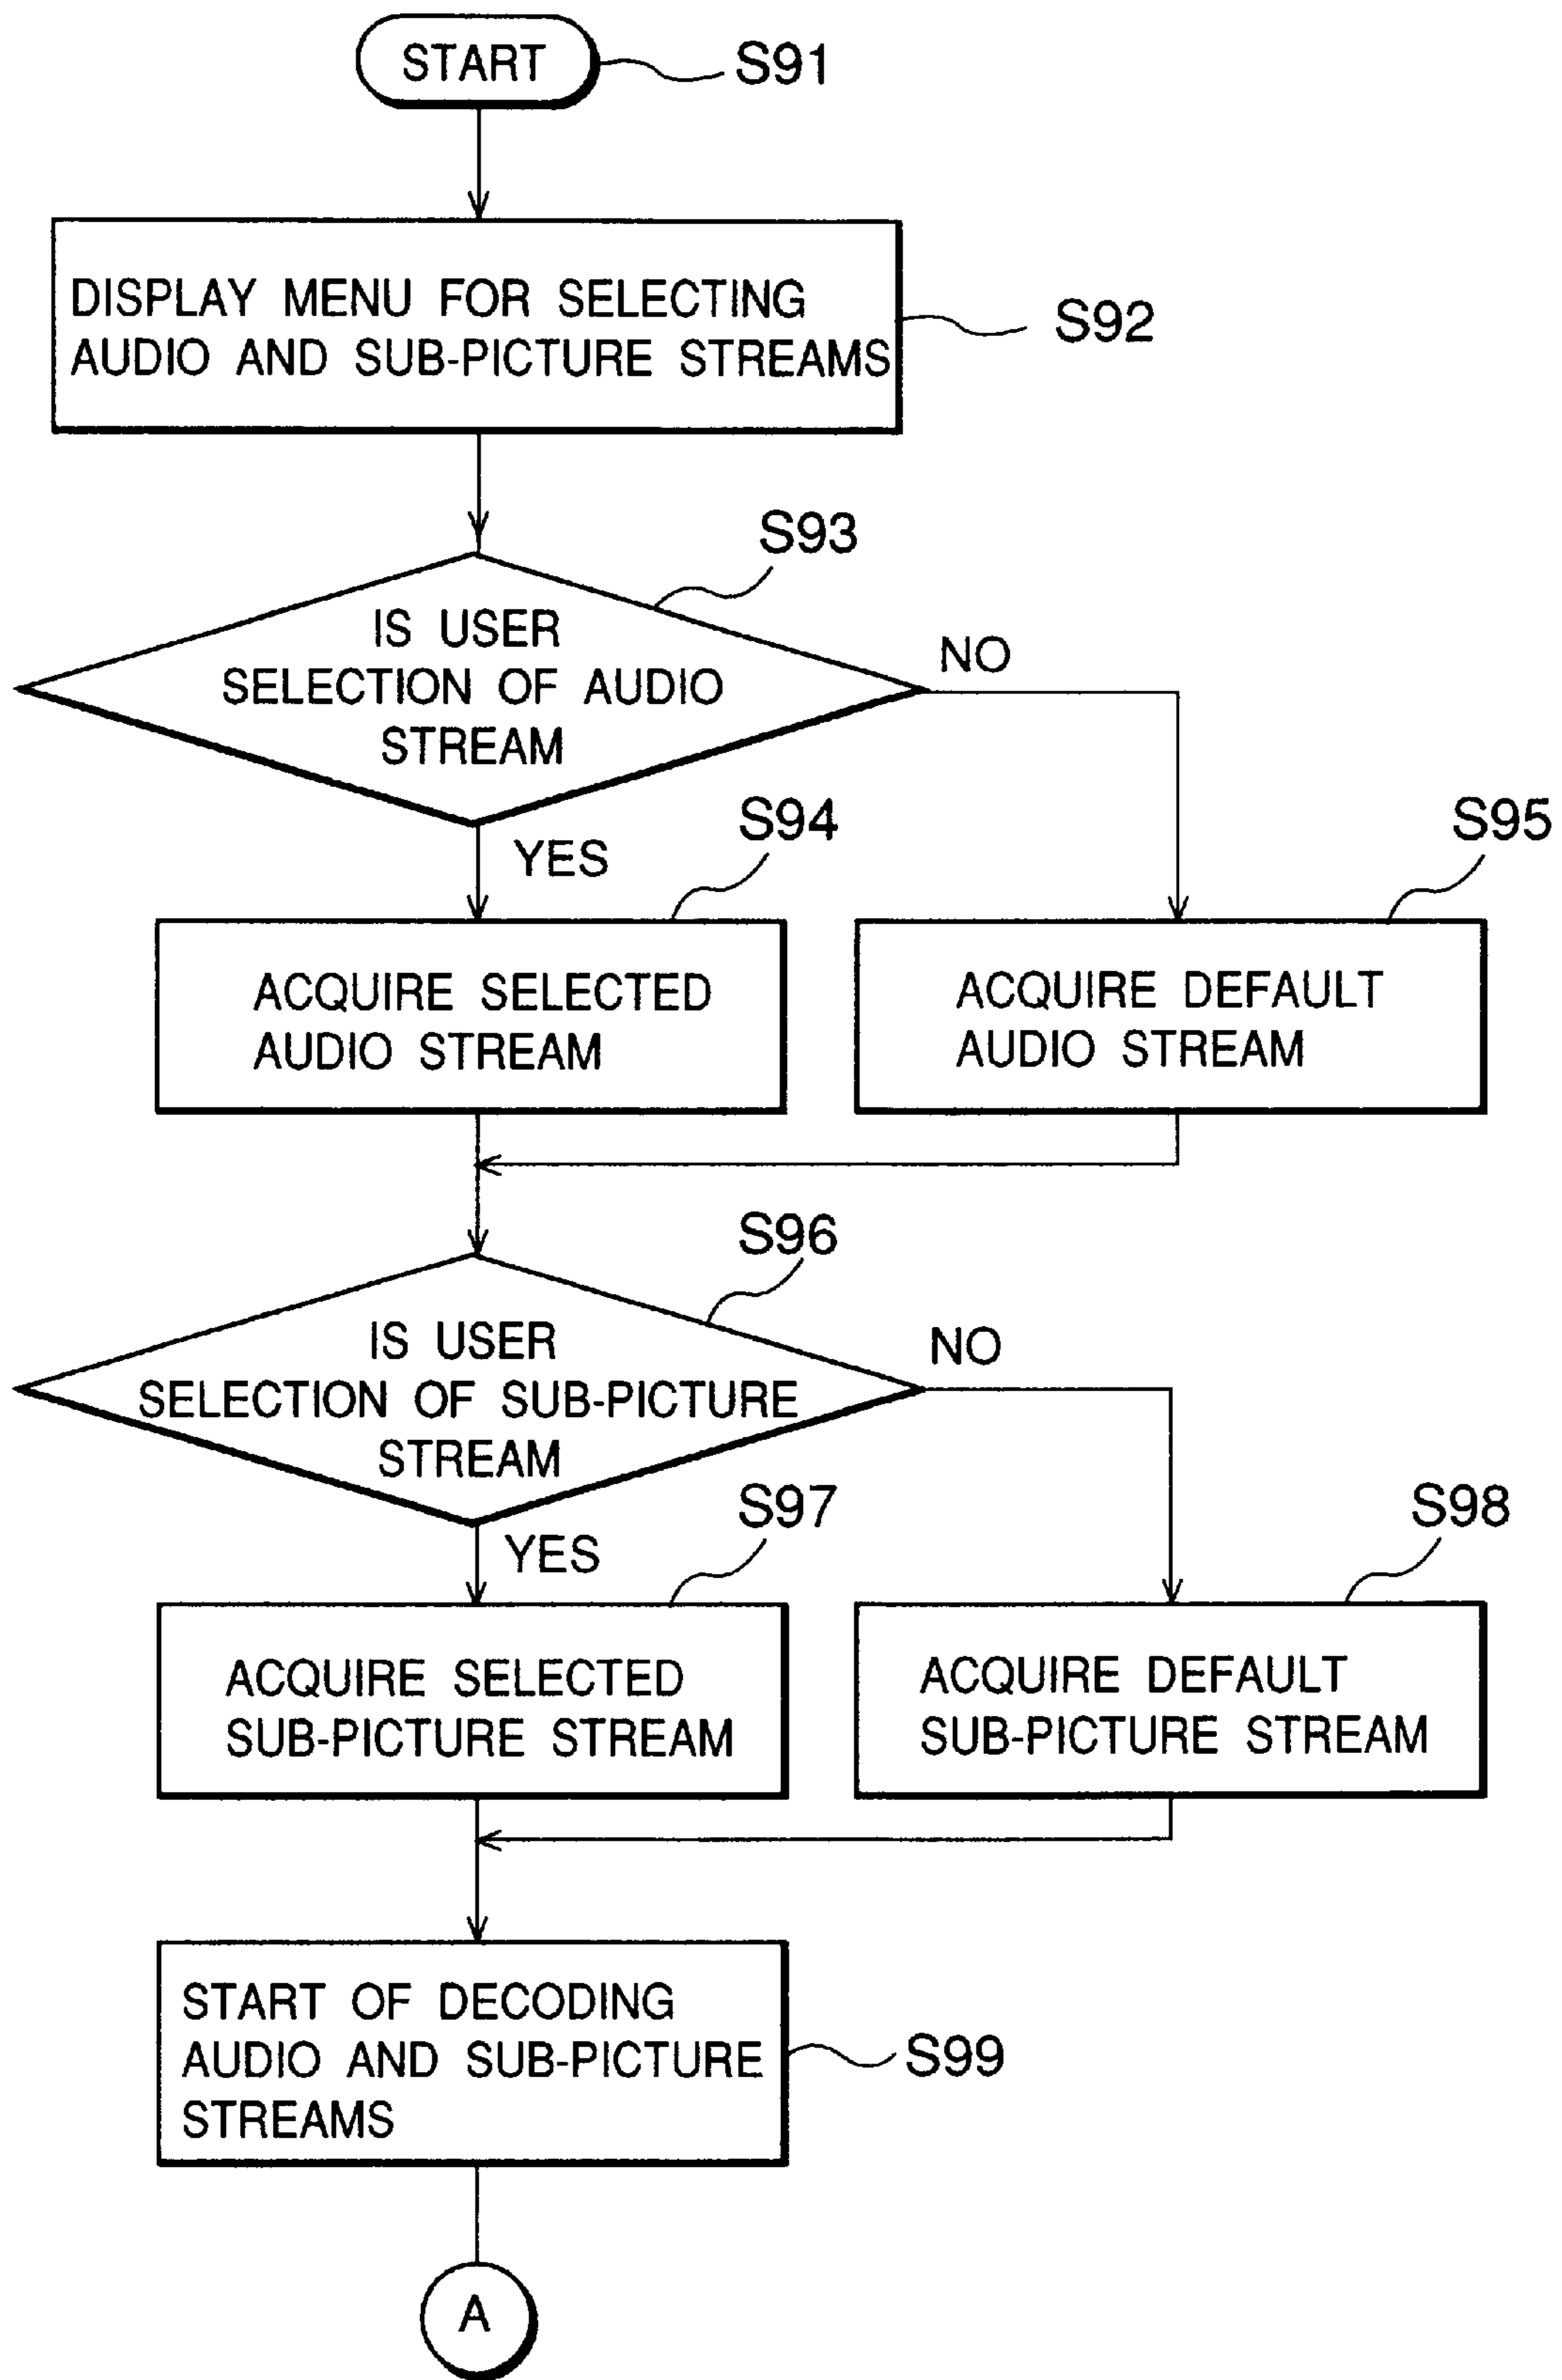 START
S91
DISPLAY MENU FOR SELECTING
AUDIO AND SUB-PICTURE STREAMS
S92
S93
IS USER
SELECTION OF AUDIO
STREAM
NO
YES
S94
S95
ACQUIRE SELECTED
AUDIO STREAM
ACQUIRE DEFAULT
AUDIO STREAM
S96
IS USER
SELECTION OF SUB-PICTURE
STREAM
NO
YES
S97
S98
ACQUIRE SELECTED
SUB-PICTURE STREAM
ACQUIRE DEFAULT
SUB-PICTURE STREAM
START OF DECODING
AUDIO AND SUB-PICTURE
STREAMS
S99
A